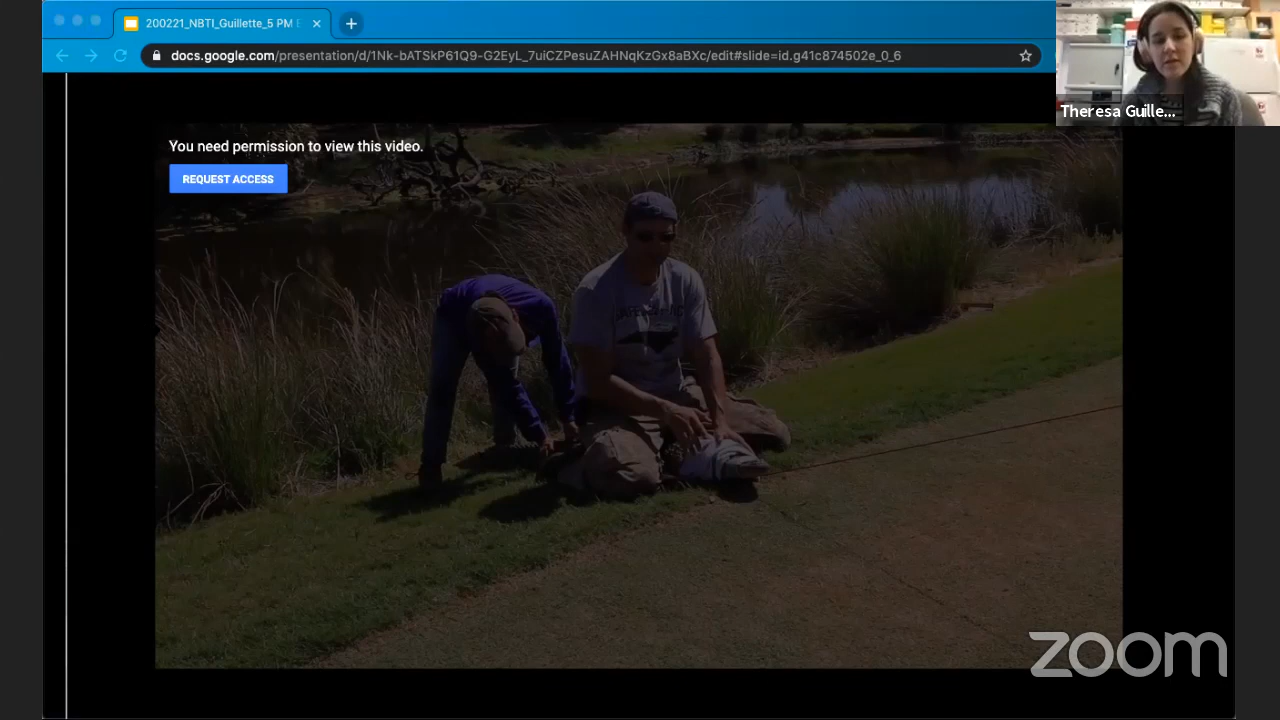 200221_NBTI_Guillette_5 PM E
docs.google.com/presentation/d/1Nk-bATSkP61Q9-G2EyL_7uiCZPesuZAHNqKzGx8aBXc/edit#slide=id.g41c874502e_0_6
Theresa Guille...
You need permission to view this video.
REQUEST ACCESS
zoom